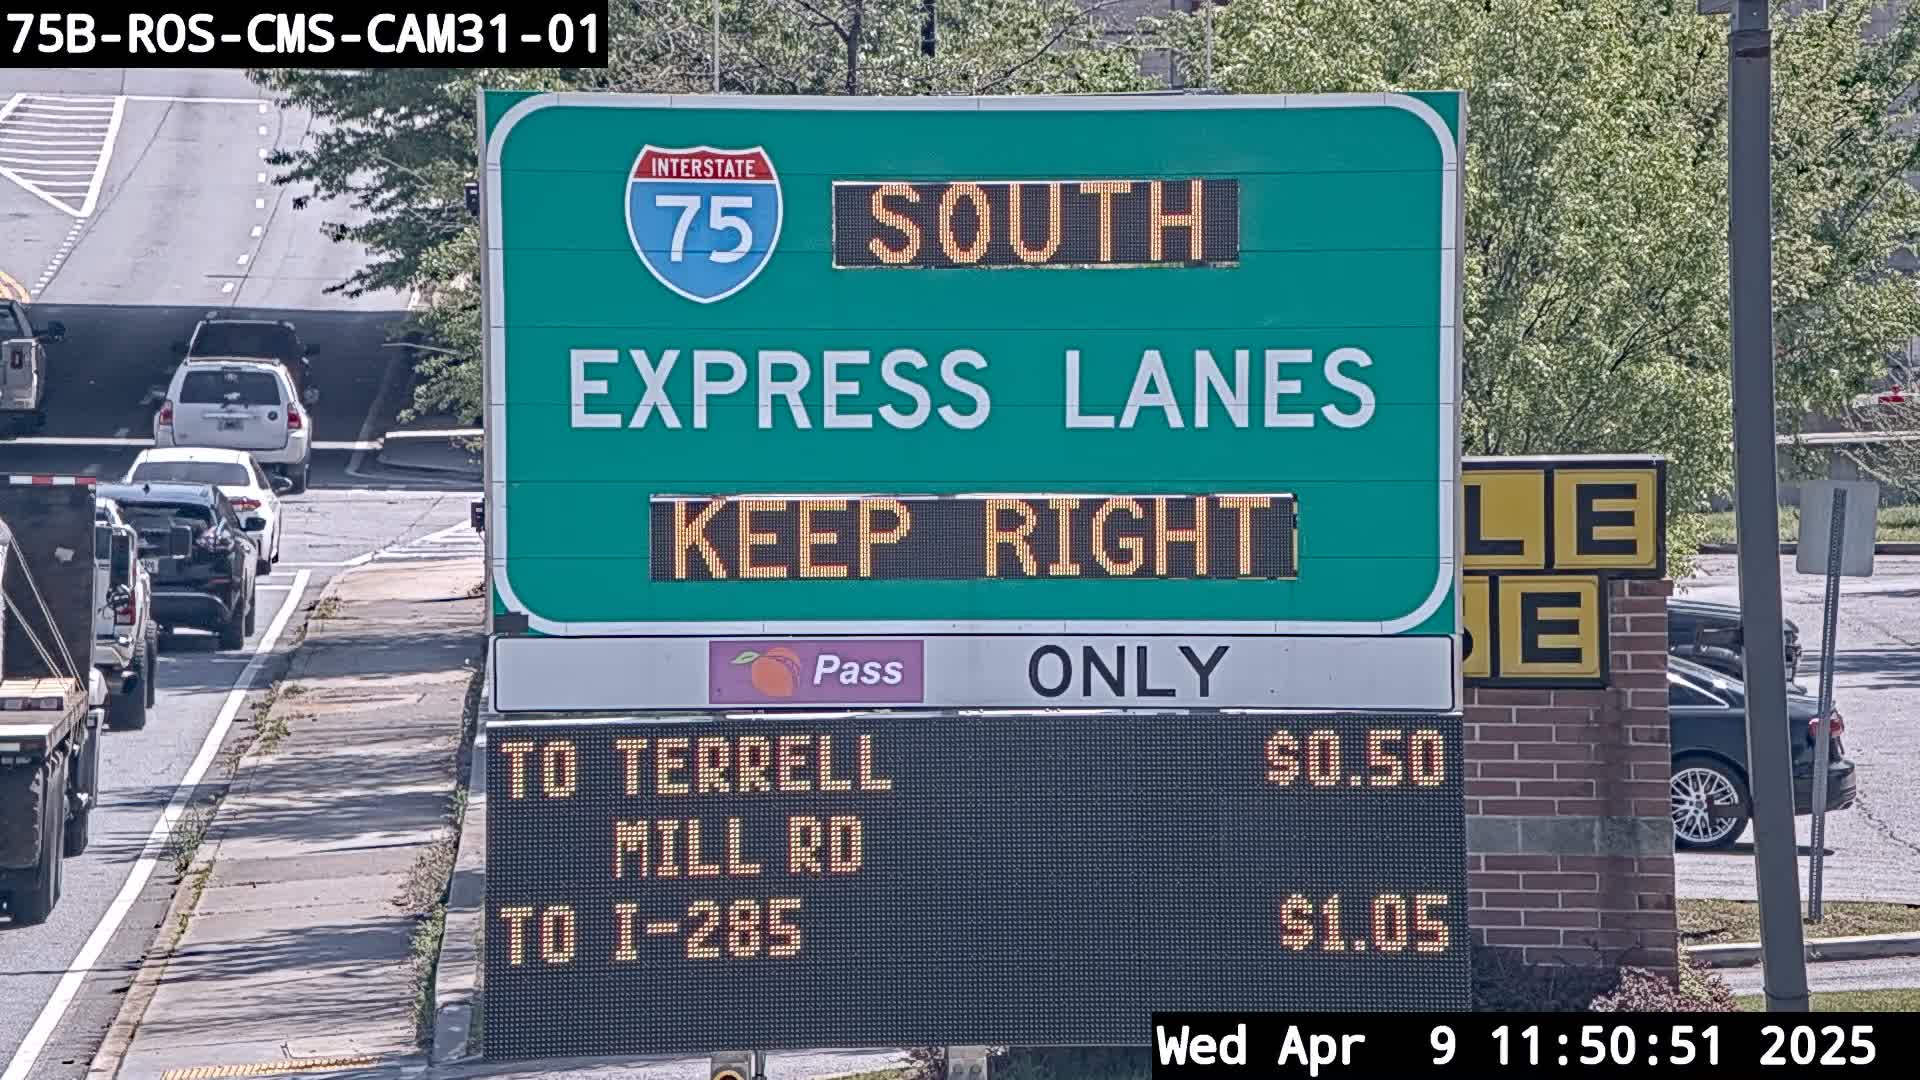 75B-ROS-CMS-CAM31-01
INTERSTATE
75
SOUTH
EXPRESS LANES
KEEP RIGHT
Pass ONLY
TO TERRELL $0.50
MILL RD
TO I-285 $1.05
LE
E
Wed Apr 9 11:50:51 2025